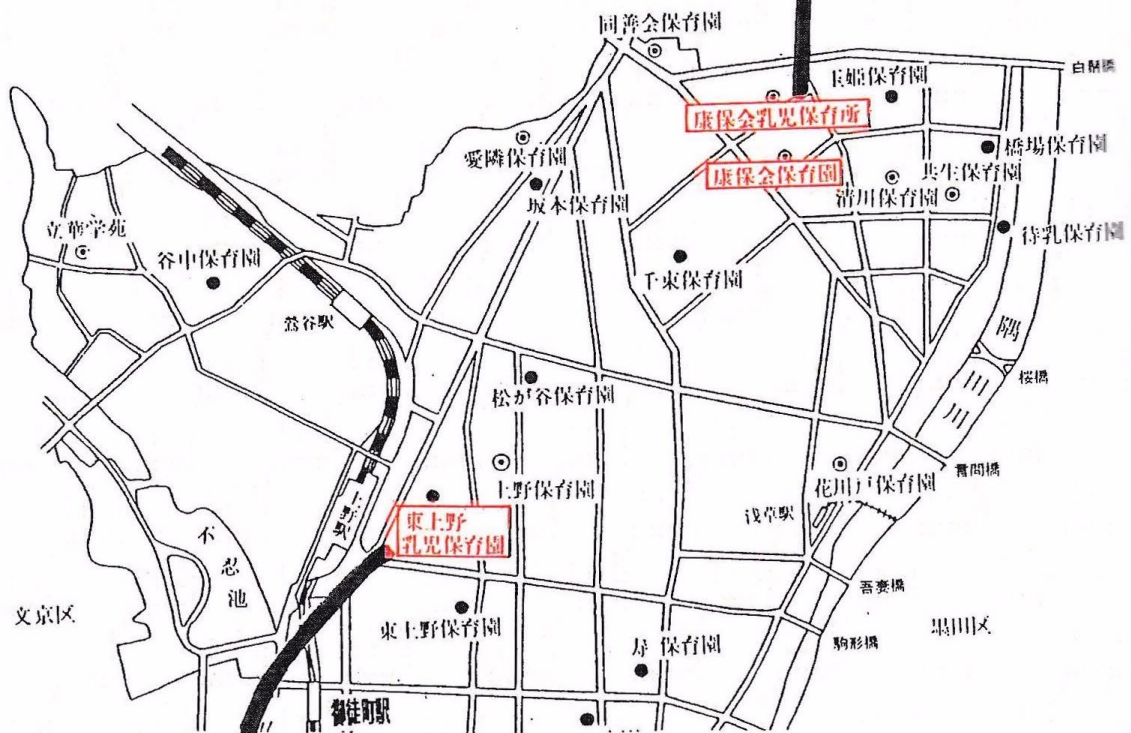 同善会保育園
白鬚橋
玉姫保育園
康保会乳児保育所
橋場保育園
愛隣保育園
康保会保育園
共生保育園
清川保育園
坂本保育園
待乳保育園
立華学苑
谷中保育園
千束保育園
鶯谷駅
隅
田
川
桜橋
松が谷保育園
言問橋
上野保育園
花川戸保育園
浅草駅
上野駅
東上野
乳児保育園
不
忍
池
吾妻橋
文京区
東上野保育園
墨田区
駒形橋
寿 保育園
御徒町駅